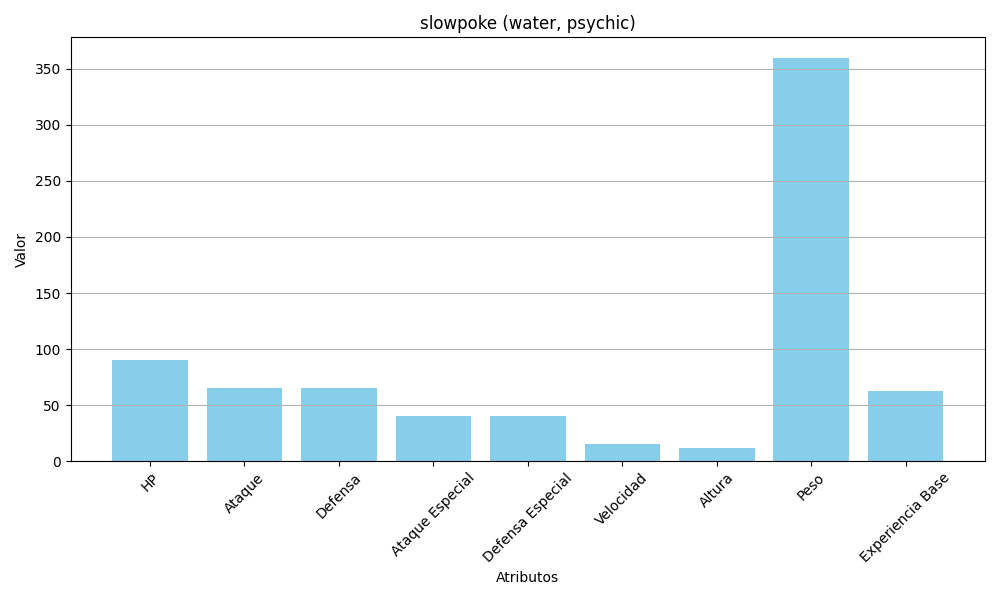 slowpoke (water, psychic)
Valor
350
300
250
200
150
100
50
0
HP
Ataque
Defensa
Ataque Especial
Defensa Especial
Velocidad
Altura
Peso
Experiencia Base
Atributos